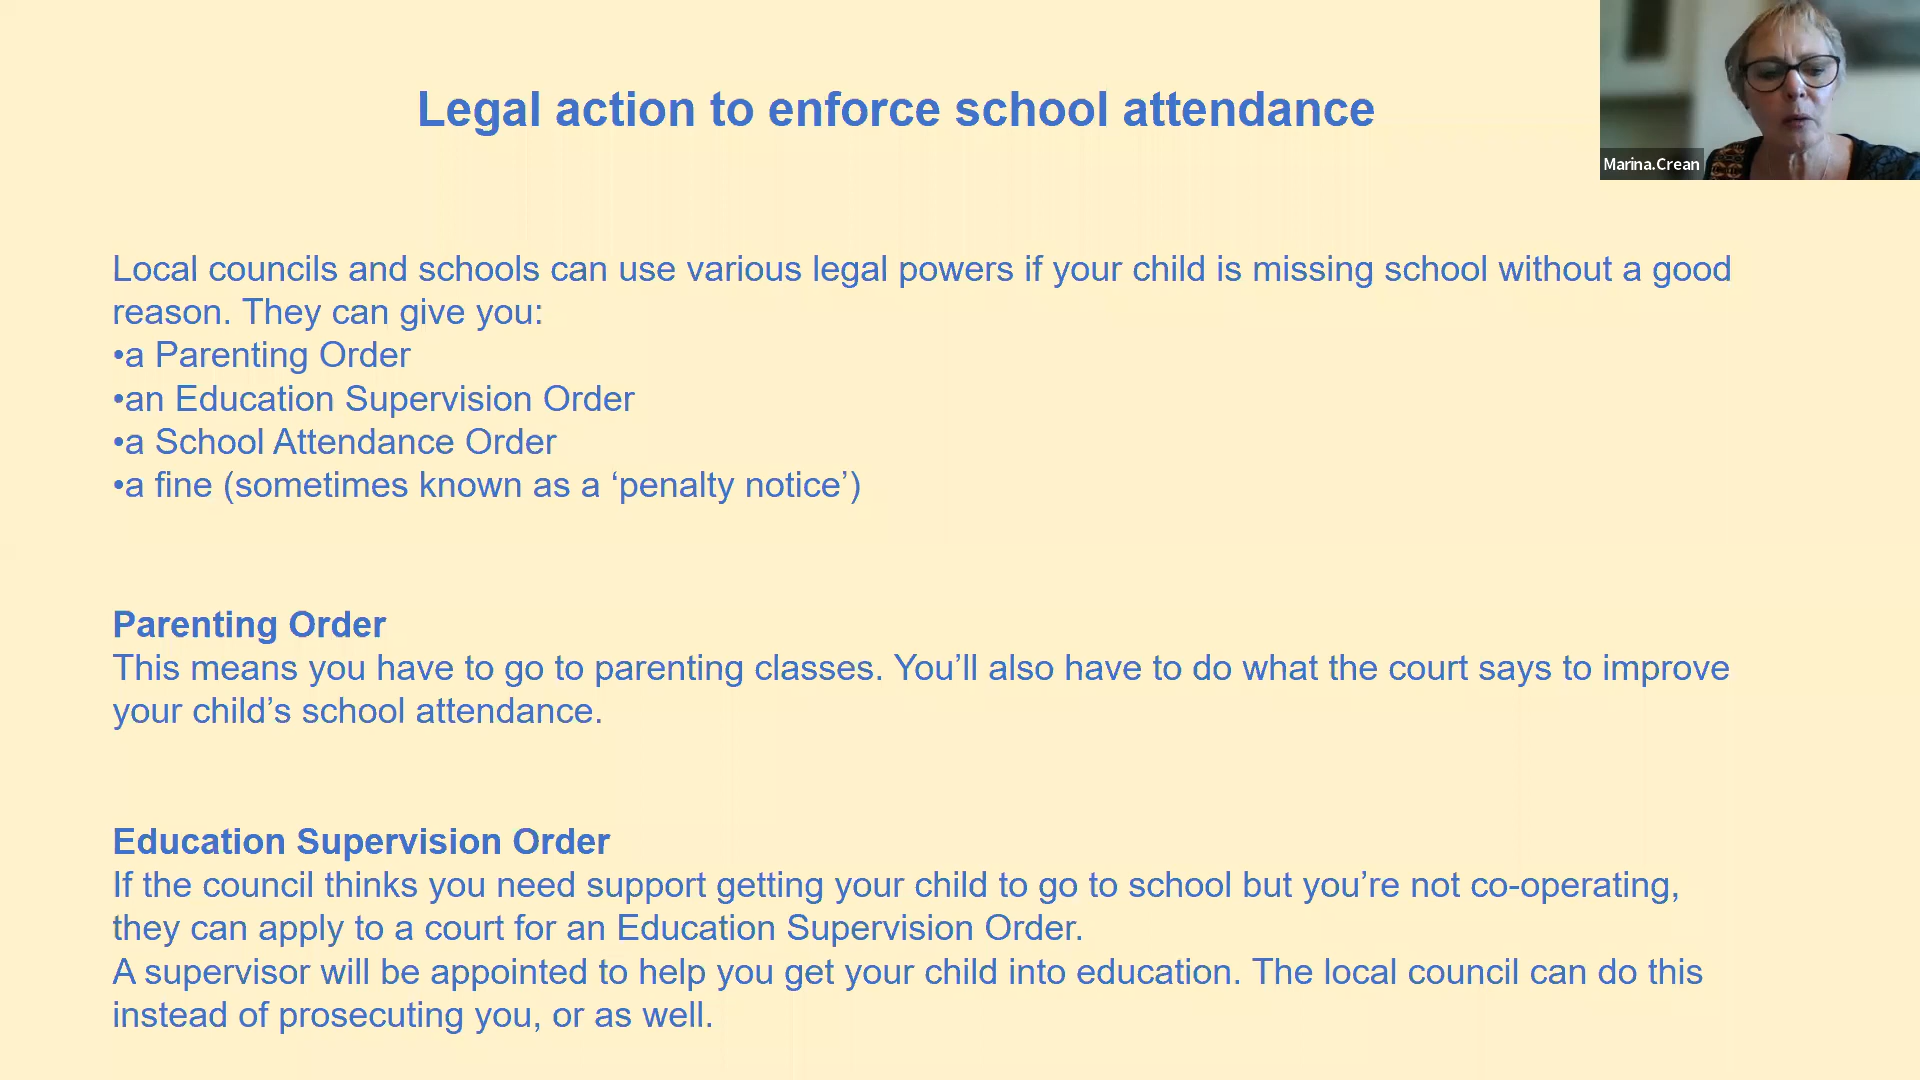 Legal action to enforce school attendance
Marina.Crean
Local councils and schools can use various legal powers if your child is missing school without a good
reason. They can give you:
•a Parenting Order
•an Education Supervision Order
•a School Attendance Order
•a fine (sometimes known as a ‘penalty notice’)
Parenting Order
This means you have to go to parenting classes. You’ll also have to do what the court says to improve
your child’s school attendance.
Education Supervision Order
If the council thinks you need support getting your child to go to school but you’re not co-operating,
they can apply to a court for an Education Supervision Order.
A supervisor will be appointed to help you get your child into education. The local council can do this
instead of prosecuting you, or as well.